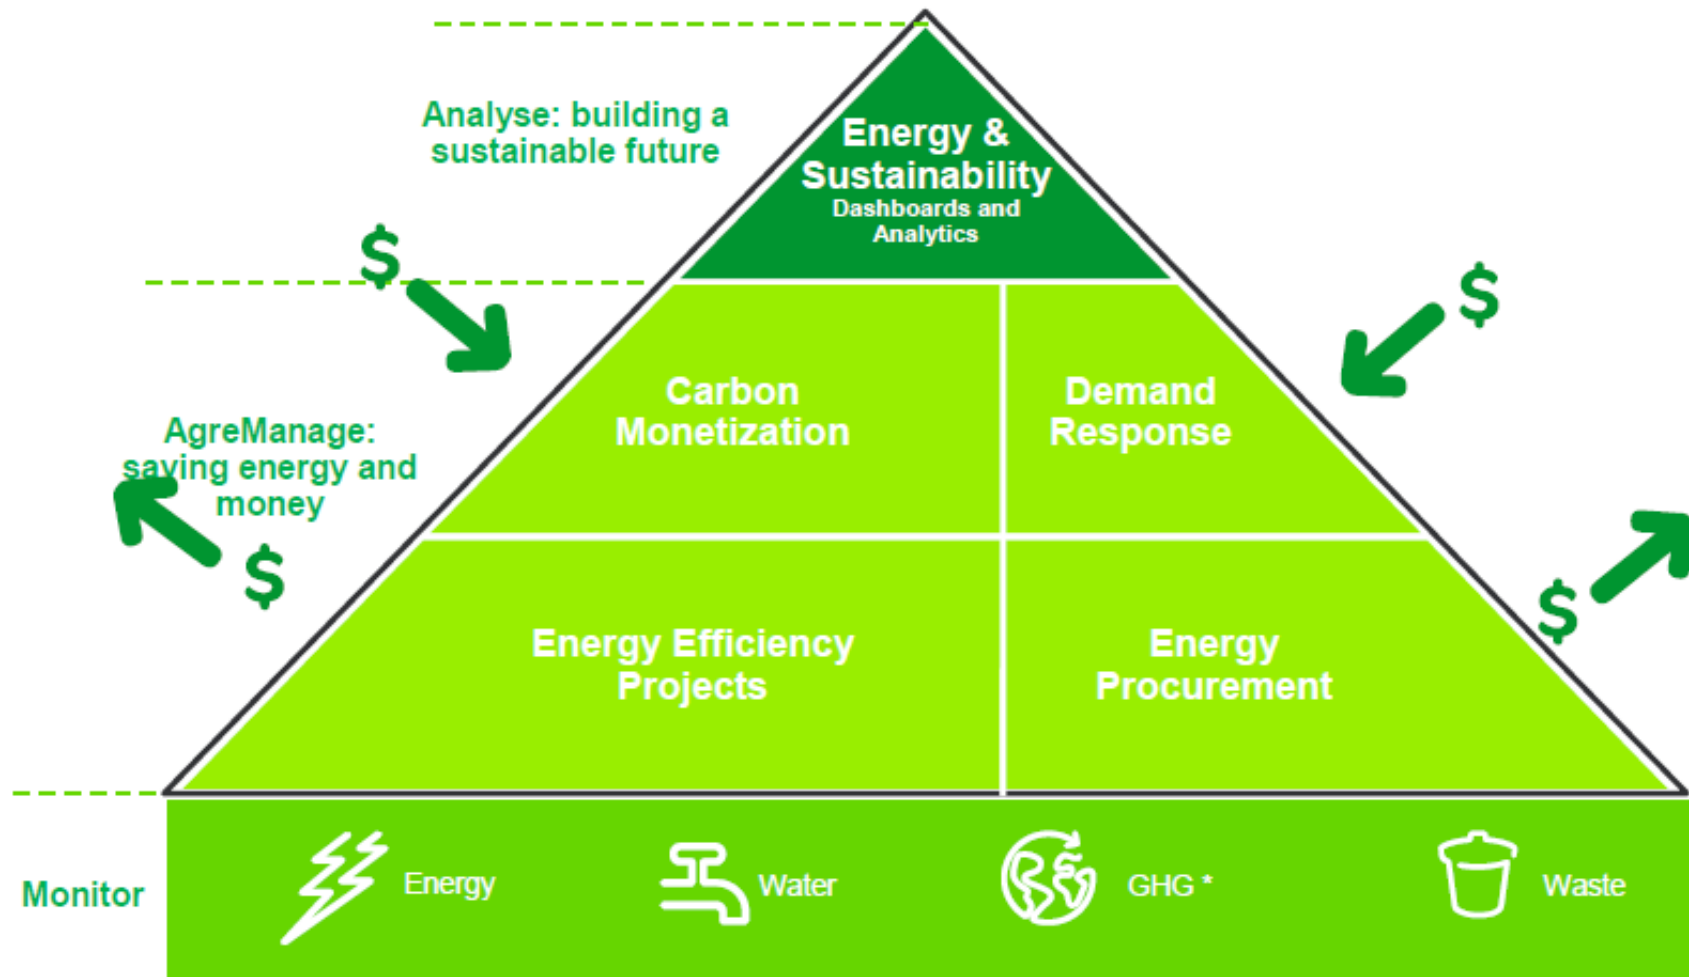 Analyse: building a
sustainable future
Energy &
Sustainability
Dashboards and
Analytics
$
$
Carbon
Monetization
Demand
Response
AgreManage:
saving energy and
money
$
$
Energy Efficiency
Projects
Energy
Procurement
Monitor
Energy
Water
GHG *
Waste